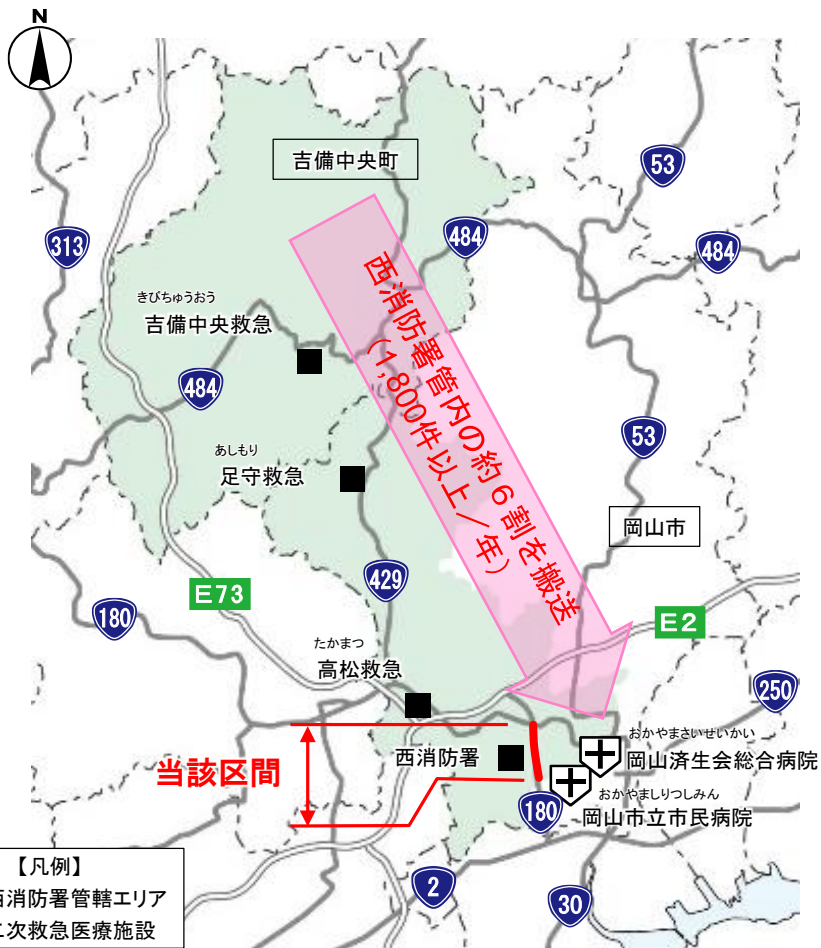 N
吉備中央町
53
313
484
484
きびちゅうおう
吉備中央救急
西消防署管内の約6割を搬送
(1,800件以上/年)
484
53
あしもり
足守救急
岡山市
429
E73
180
E2
たかまつ
高松救急
250
おかやまさいせいかい
岡山済生会総合病院
西消防署
当該区間
おかやましりつしみん
岡山市立市民病院
180
2
30
【凡例】
西消防署管轄エリア
二次救急医療施設